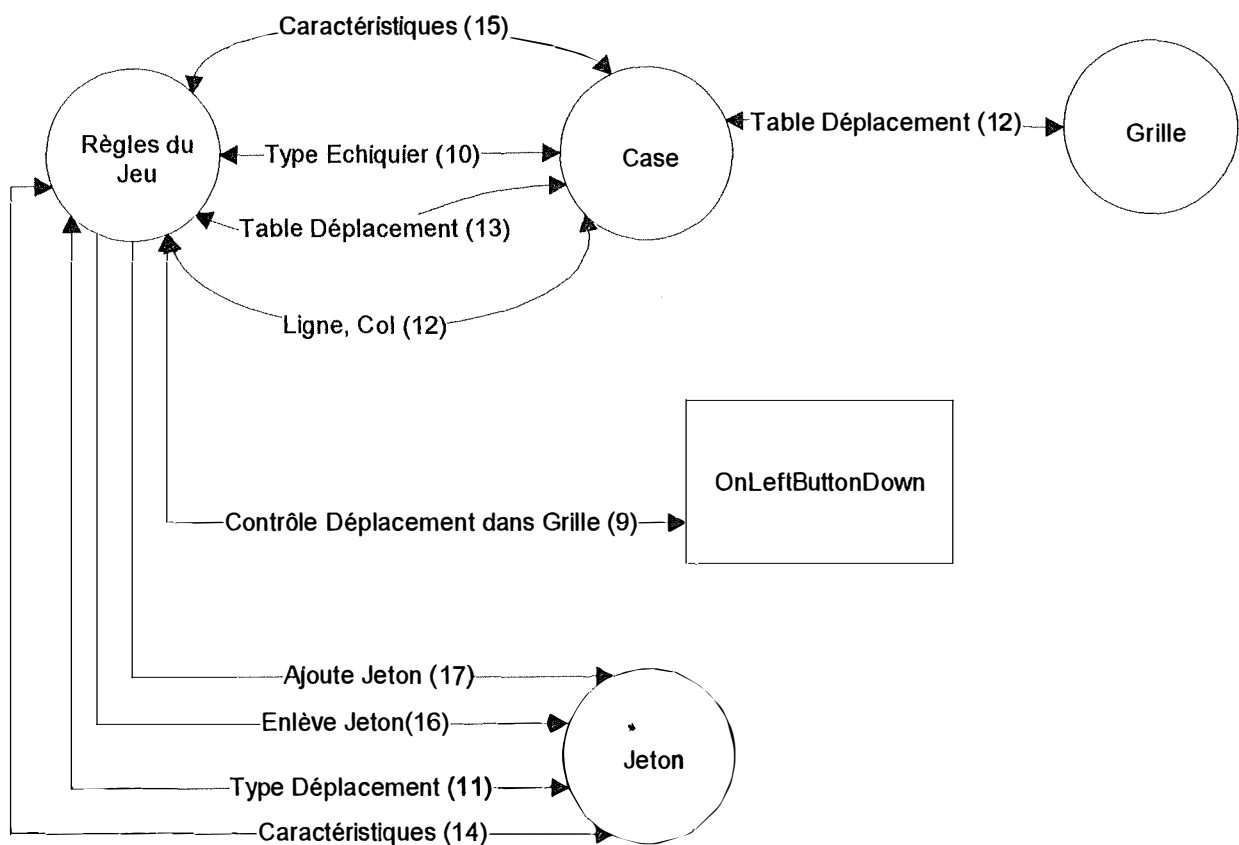 Caractéristiques (15)
Règles du
Jeu
Type Echiquier (10)
Case
Table Déplacement (12)
Grille
Table Déplacement (13)
Ligne, Col (12)
OnLeftButtonDown
Contrôle Déplacement dans Grille (9)
Ajoute Jeton (17)
Enlève Jeton(16)
Jeton
Type Déplacement (11)
Caractéristiques (14)